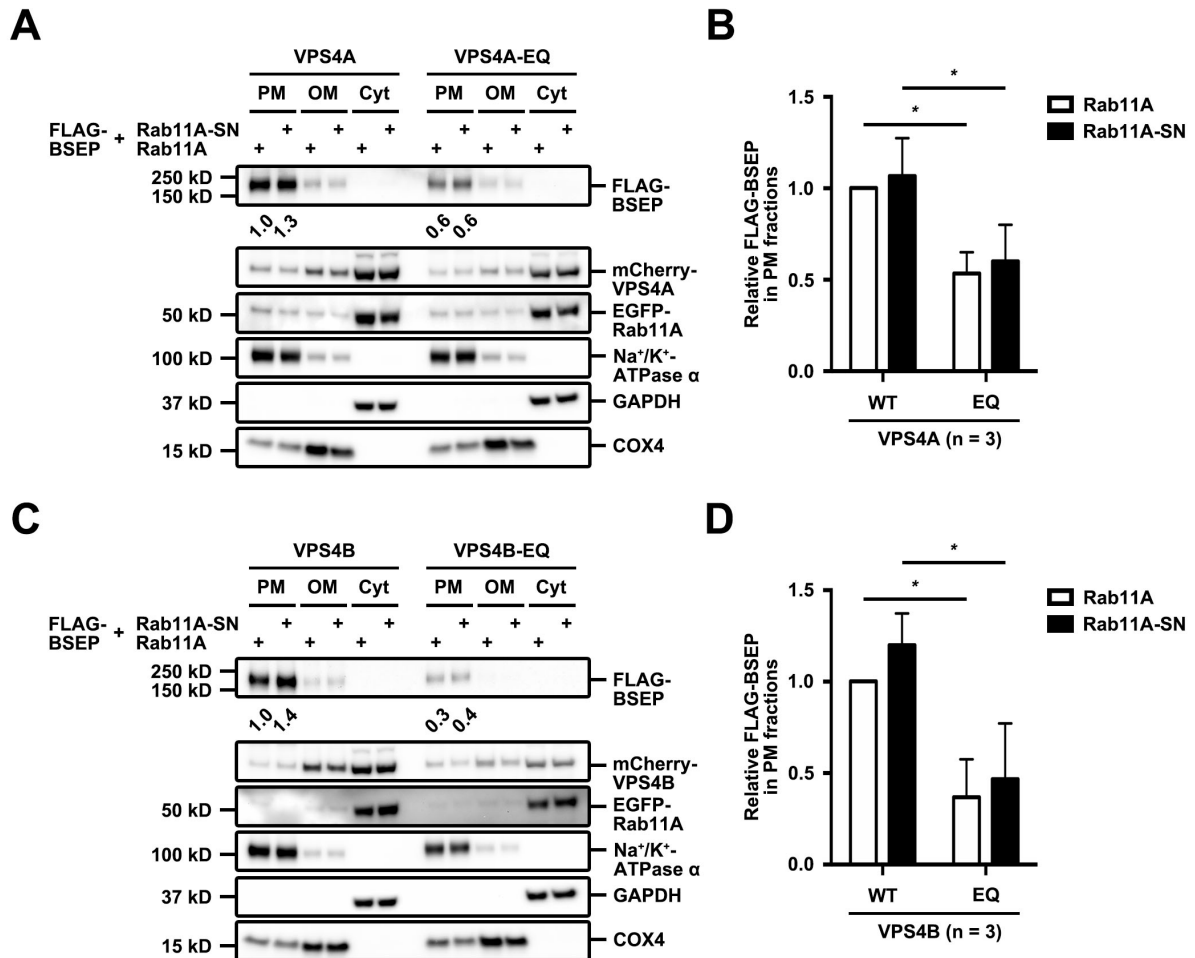 A
VPS4A VPS4A-EQ
PM OM Cyt PM OM Cyt
FLAG-BSEP + Rab11A-SN + + + + + +
Rab11A + + + + + +
250 kD
150 kD
FLAG-
BSEP
1.0 1.3 0.6 0.6
mCherry-
VPS4A
50 kD
EGFP-
Rab11A
100 kD
Na⁺/K⁺-
ATPase α
37 kD GAPDH
15 kD COX4
B
* *
Rab11A
Rab11A-SN
Relative FLAG-BSEP
in PM fractions
1.5
1.0
0.5
0.0
WT EQ
VPS4A (n = 3)
C
VPS4B VPS4B-EQ
PM OM Cyt PM OM Cyt
FLAG-BSEP + Rab11A-SN + + + + + +
Rab11A + + + + + +
250 kD
150 kD
FLAG-
BSEP
1.0 1.4 0.3 0.4
mCherry-
VPS4B
50 kD
EGFP-
Rab11A
100 kD
Na⁺/K⁺-
ATPase α
37 kD GAPDH
15 kD COX4
D
* *
Rab11A
Rab11A-SN
Relative FLAG-BSEP
in PM fractions
1.5
1.0
0.5
0.0
WT EQ
VPS4B (n = 3)